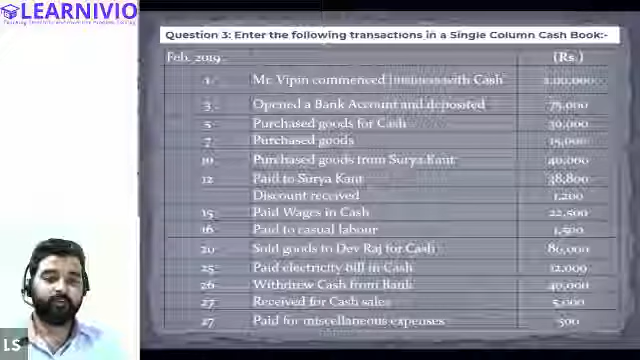 LEARNIVIO
Question 3: Enter the following transactions in a Single Column Cash Book:-
Feb. 2019 (Rs.)
1 Mr. Vipin commenced business with Cash
3 Opened a Bank Account and deposited 75,000
5 Purchased goods for Cash 30,000
7 Purchased goods 15,000
10 Purchased goods from Surya Kant 40,000
12 Paid to Surya Kant 38,800
Discount received 1,200
15 Paid Wages in Cash 22,500
16 Paid to casual labour 1,500
20 Sold goods to Dev Raj for Cash 80,000
25 Paid electricity bill in Cash 12,000
26 Withdrew Cash from Bank 40,000
27 Received for Cash sales 5,000
27 Paid for miscellaneous expenses 500
LS